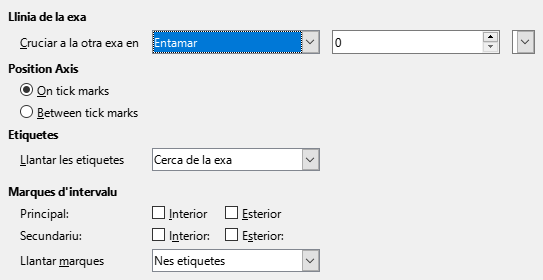 Llinia de la exa
Cruciar a la otra exa en Entamar 0
Position Axis
On tick marks
Between tick marks
Etiquetes
Llantar les etiquetes Cerca de la exa
Marques d'intervalu
Principal: Interior Esterior
Secundariu: Interior: Esterior:
Llantar marques Nes etiquetes